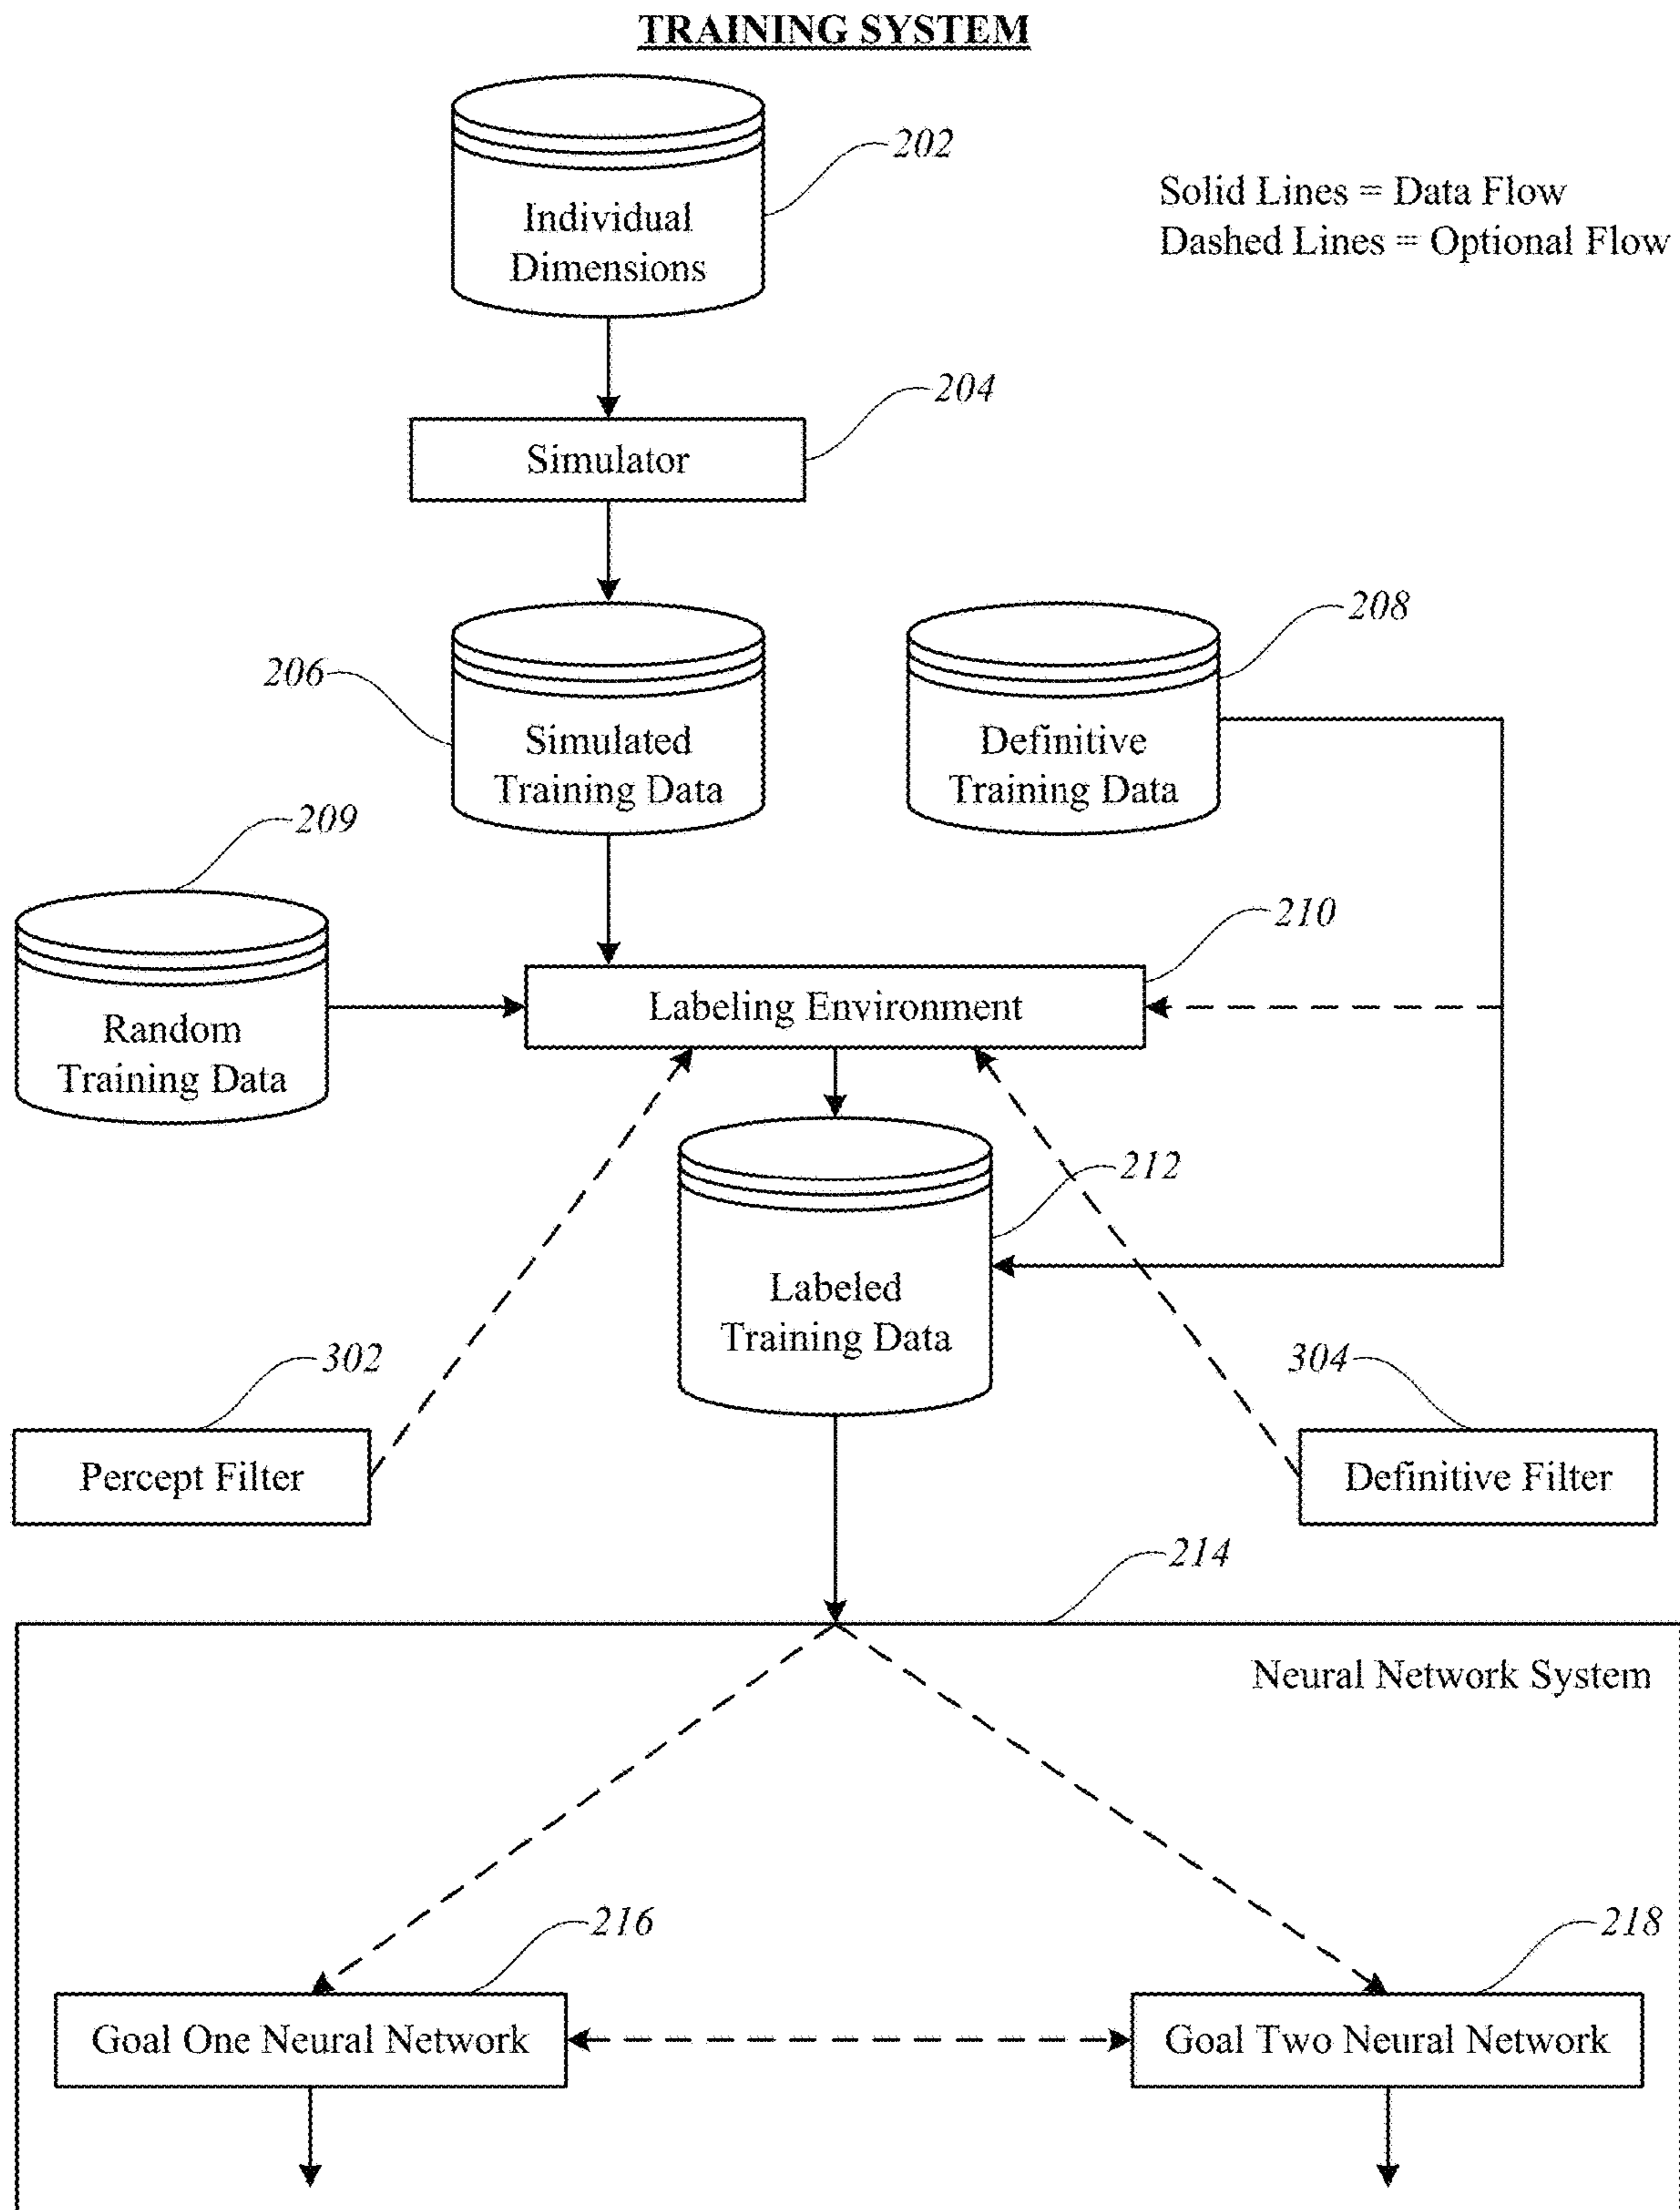 TRAINING SYSTEM
202
Individual
Dimensions
Solid Lines = Data Flow
Dashed Lines = Optional Flow
204
Simulator
206
208
Simulated
Training Data
Definitive
Training Data
209
210
Random
Training Data
Labeling Environment
212
Labeled
Training Data
302
304
Percept Filter
Definitive Filter
214
Neural Network System
216
218
Goal One Neural Network
Goal Two Neural Network